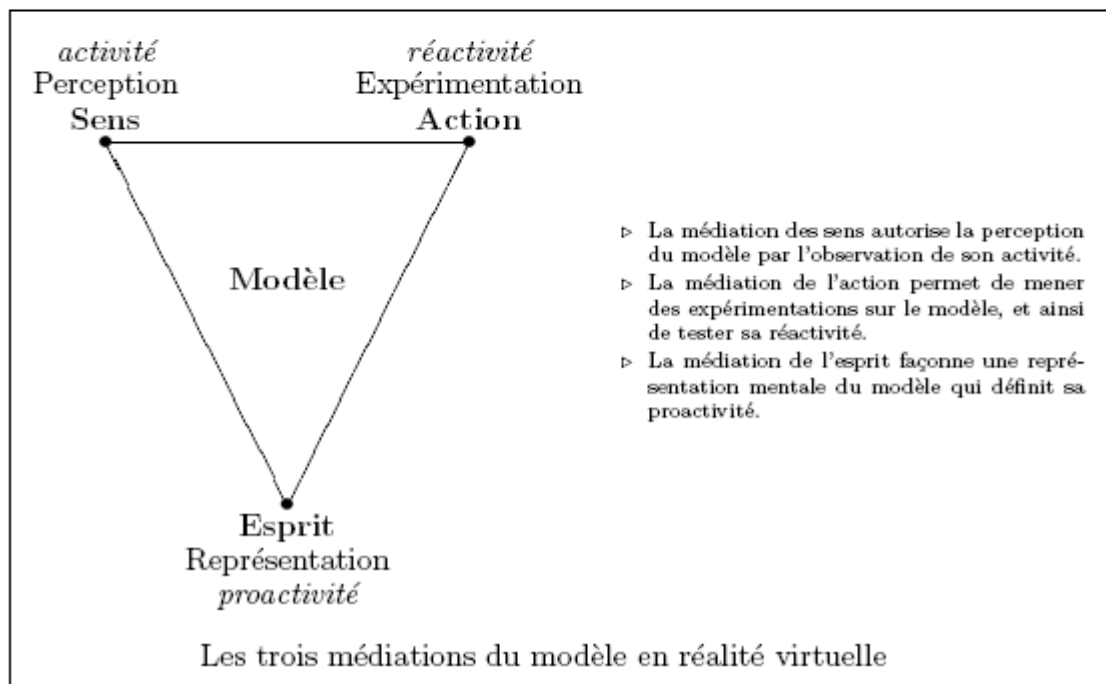 activité
Perception
Sens
réactivité
Expérimentation
Action
Modèle
▹ La médiation des sens autorise la perception
du modèle par l'observation de son activité.
▹ La médiation de l'action permet de mener
des expérimentations sur le modèle, et ainsi
de tester sa réactivité.
▹ La médiation de l'esprit façonne une repré-
sentation mentale du modèle qui définit sa
proactivité.
Esprit
Représentation
proactivité
Les trois médiations du modèle en réalité virtuelle